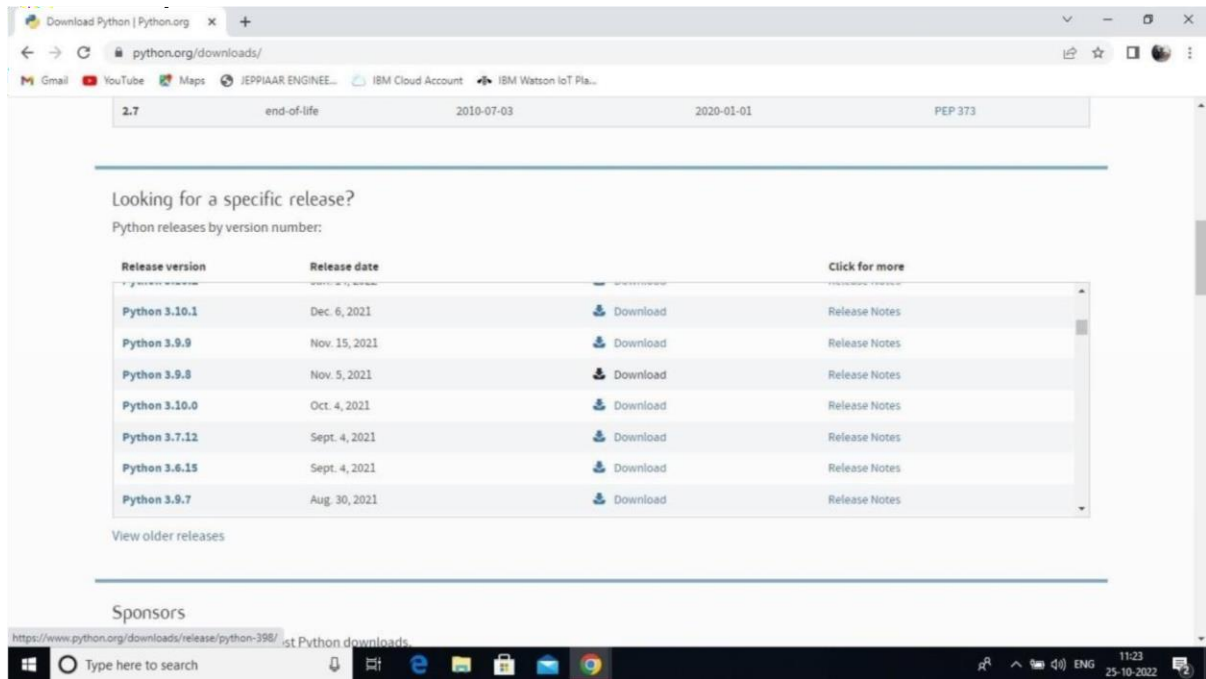 Download Python | Python.org
python.org/downloads/
Gmail YouTube Maps JEPPIAAR ENGINEE... IBM Cloud Account IBM Watson IoT Pla...
2.7 end-of-life 2010-07-03 2020-01-01 PEP 373
Looking for a specific release?
Python releases by version number:
Release version Release date Click for more
Python 3.10.1 Dec. 6, 2021 Download Release Notes
Python 3.9.9 Nov. 15, 2021 Download Release Notes
Python 3.9.8 Nov. 5, 2021 Download Release Notes
Python 3.10.0 Oct. 4, 2021 Download Release Notes
Python 3.7.12 Sept. 4, 2021 Download Release Notes
Python 3.6.15 Sept. 4, 2021 Download Release Notes
Python 3.9.7 Aug. 30, 2021 Download Release Notes
View older releases
Sponsors
https://www.python.org/downloads/release/python-398/ st Python downloads.
Type here to search ENG 11:23
25-10-2022 2